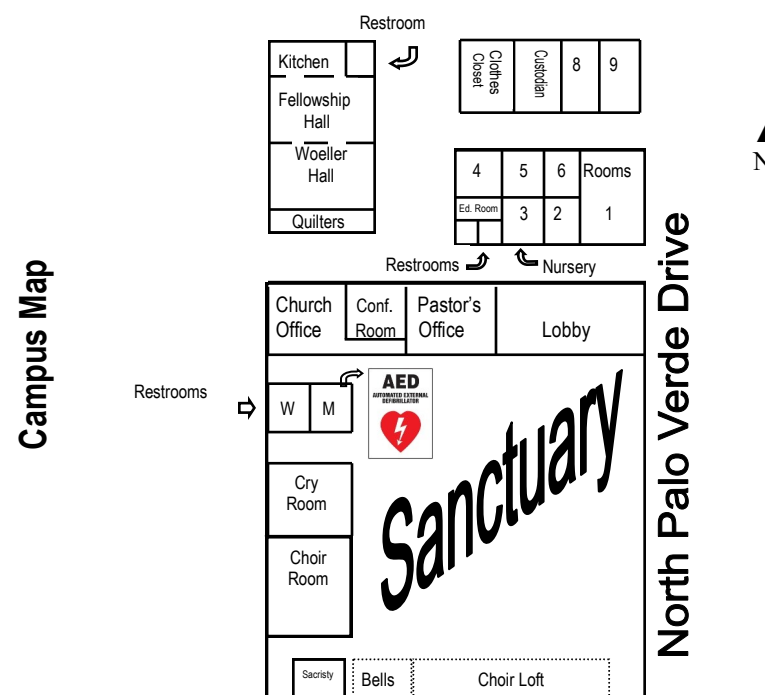 Campus Map
Restroom
Kitchen
Fellowship
Hall
Woeller
Hall
Quilters
Clothes
Closet
Custodian
8
9
4
5
6
Rooms
Ed. Room
3
2
1
Restrooms
Nursery
N
North Palo Verde Drive
Church
Office
Conf.
Room
Pastor's
Office
Lobby
Restrooms
W
M
AED
AUTOMATED EXTERNAL
DEFIBRILLATOR
Cry
Room
Choir
Room
Sanctuary
Sacristy
Bells
Choir Loft